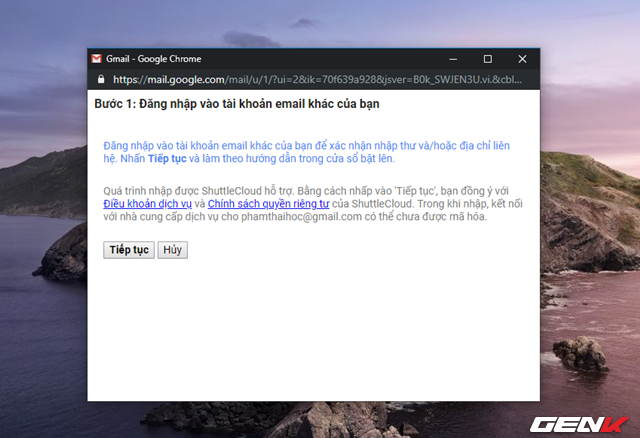 Gmail - Google Chrome
https://mail.google.com/mail/u/1/?ui=2&ik=70f639a928&jsver=B0k_SWJEN3U.vi.&cbl...
Bước 1: Đăng nhập vào tài khoản email khác của bạn
Đăng nhập vào tài khoản email khác của bạn để xác nhận nhập thư và/hoặc địa chỉ liên
hệ. Nhấn Tiếp tục và làm theo hướng dẫn trong cửa sổ bật lên.
Quá trình nhập được ShuttleCloud hỗ trợ. Bằng cách nhấp vào 'Tiếp tục', bạn đồng ý với
Điều khoản dịch vụ và Chính sách quyền riêng tư của ShuttleCloud. Trong khi nhập, kết nối
với nhà cung cấp dịch vụ cho phamthaihoc@gmail.com có thể chưa được mã hóa.
Tiếp tục Hủy
GENK